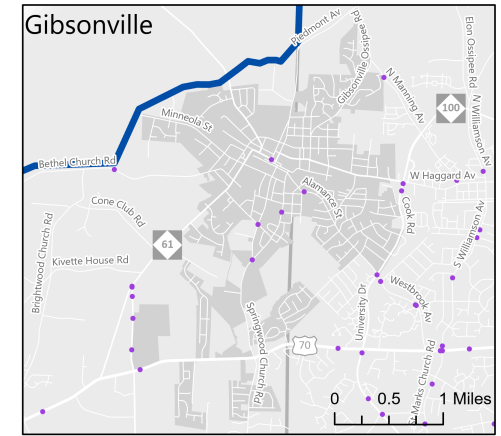 Gibsonville
Piedmont Av
Gibsonville Ossipee Rd
Elon Ossipee Rd
N Manning Av
N Williamson Av
100
Minneola St
Bethel Church Rd
W Haggard Av
Alamance St
Cone Club Rd
Cook Rd
S Williamson Av
61
Brightwood Church Rd
Kivette House Rd
Westbrook Av
University Dr
Springwood Church Rd
70
St Marks Church Rd
0 0.5 1 Miles